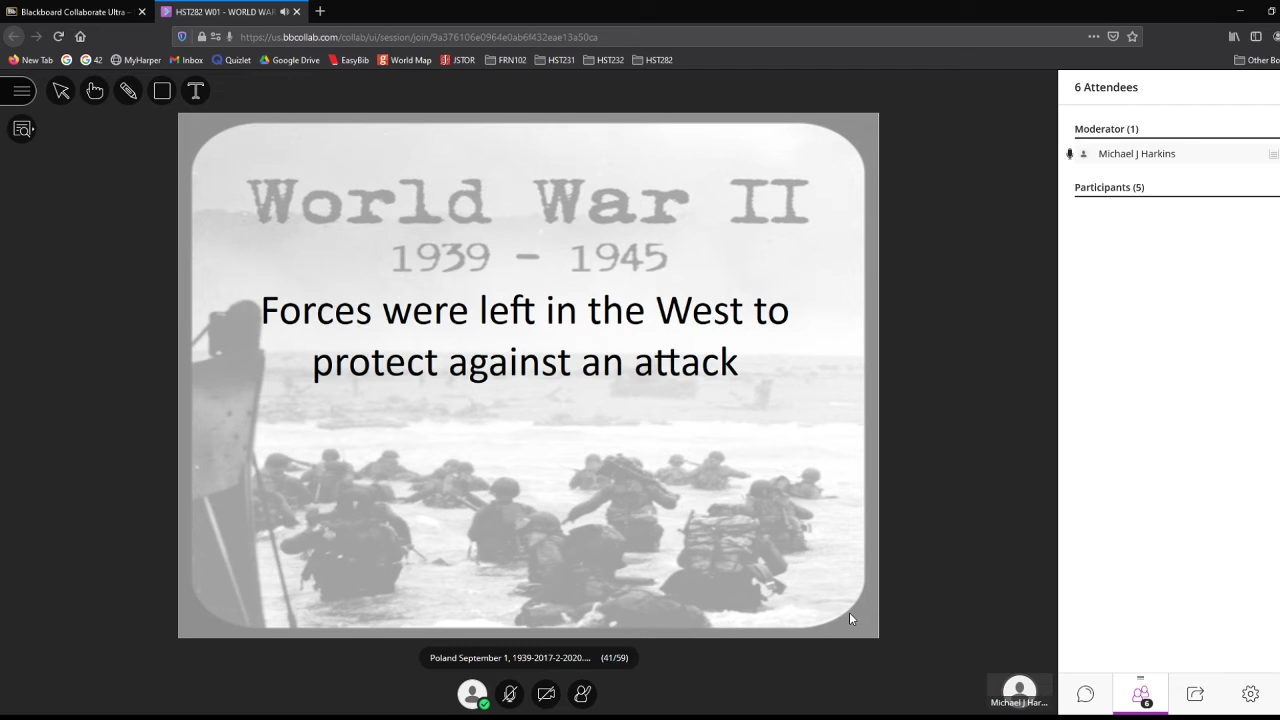 Blackboard Collaborate Ultra –
HST282 W01 - WORLD WAR
https://us.bbcollab.com/collab/ui/session/join/9a376106e0964e0ab6f432eae13a50ca
New Tab
42
MyHarper
Inbox
Quizlet
Google Drive
EasyBib
World Map
JSTOR
FRN102
HST231
HST232
HST282
Other Bo
6 Attendees
Moderator (1)
Michael J Harkins
Participants (5)
World War II
1939 – 1945
Forces were left in the West to
protect against an attack
Poland September 1, 1939-2017-2-2020.... (41/59)
Michael J Har...
6